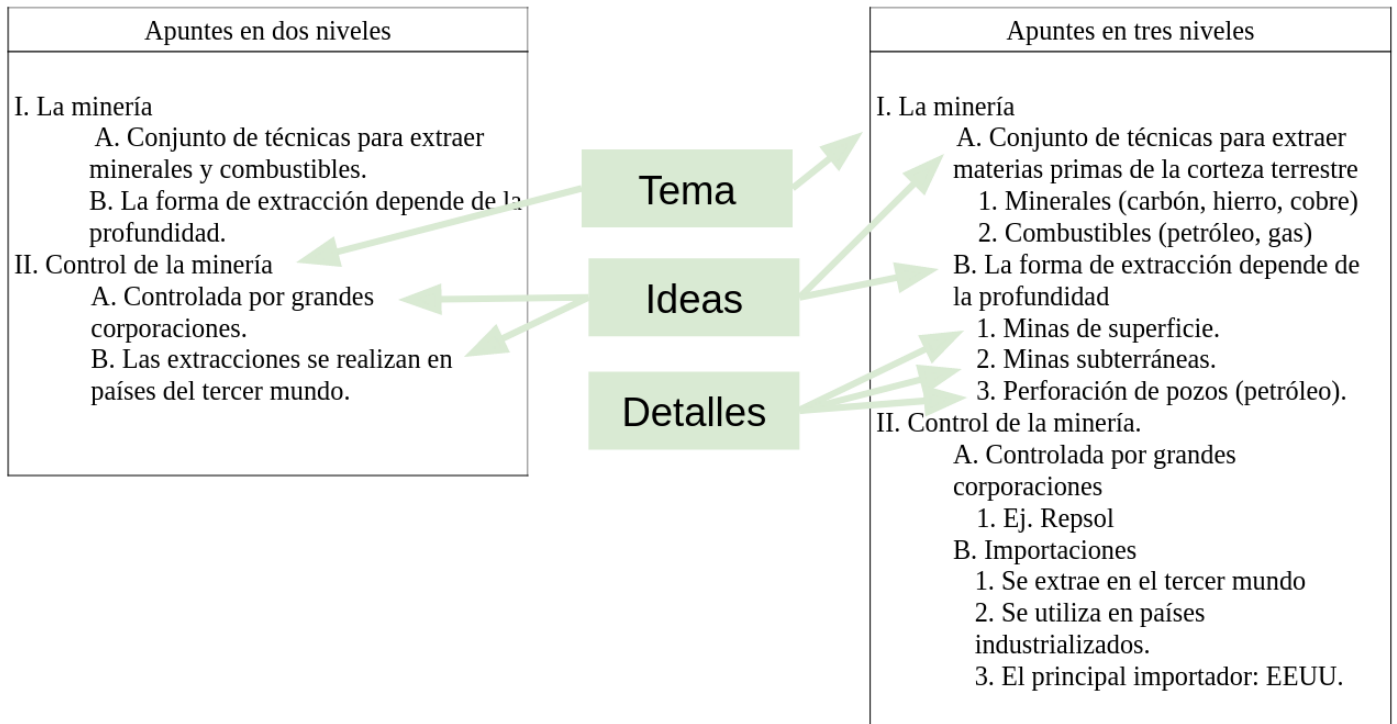 Apuntes en dos niveles
I. La minería
A. Conjunto de técnicas para extraer
minerales y combustibles.
B. La forma de extracción depende de la
profundidad.
II. Control de la minería
A. Controlada por grandes
corporaciones.
B. Las extracciones se realizan en
países del tercer mundo.
Tema
Ideas
Detalles
Apuntes en tres niveles
I. La minería
A. Conjunto de técnicas para extraer
materias primas de la corteza terrestre
1. Minerales (carbón, hierro, cobre)
2. Combustibles (petróleo, gas)
B. La forma de extracción depende de
la profundidad
1. Minas de superficie.
2. Minas subterráneas.
3. Perforación de pozos (petróleo).
II. Control de la minería.
A. Controlada por grandes
corporaciones
1. Ej. Repsol
B. Importaciones
1. Se extrae en el tercer mundo
2. Se utiliza en países
industrializados.
3. El principal importador: EEUU.